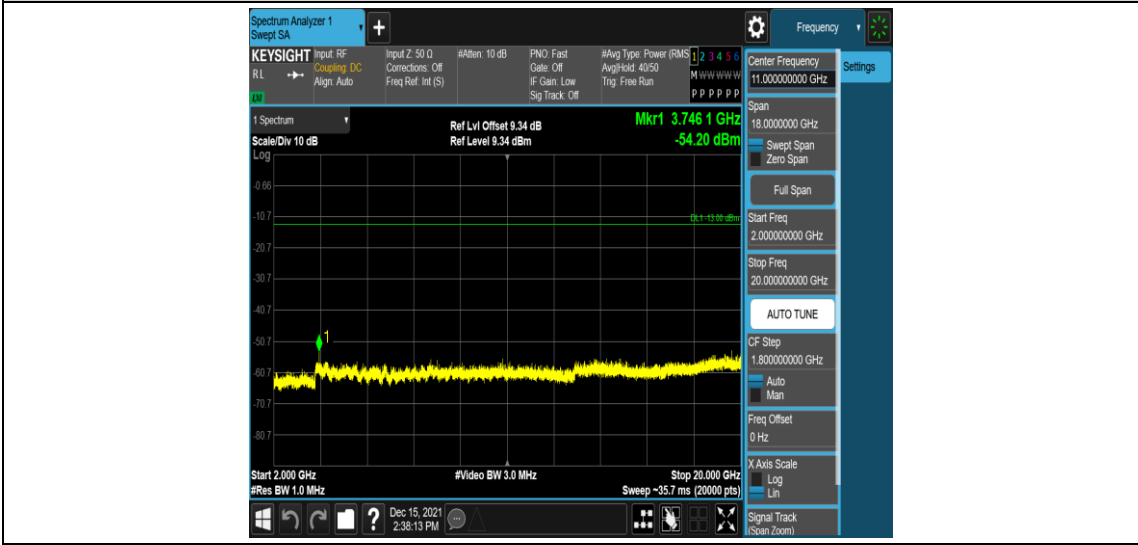 Spectrum Analyzer 1
Swept SA
+
Frequency
KEYSIGHT
RL
LM
Input: RF
Coupling: DC
Align: Auto
Input Z: 50 Ω
Corrections: Off
Freq Ref: Int (S)
#Atten: 10 dB
PNO: Fast
Gate: Off
IF Gain: Low
Sig Track: Off
#Avg Type: Power (RMS
Avg|Hold: 40/50
Trig: Free Run
1 2 3 4 5 6
M W W W W W
P P P P P P
1 Spectrum
Scale/Div 10 dB
Log
Ref Lvl Offset 9.34 dB
Ref Level 9.34 dBm
Mkr1 3.746 1 GHz
-54.20 dBm
-0.66
-10.7
DL1 -13.00 dBm
-20.7
-30.7
-40.7
-50.7
1
-60.7
-70.7
-80.7
Start 2.000 GHz
#Res BW 1.0 MHz
#Video BW 3.0 MHz
Stop 20.000 GHz
Sweep ~35.7 ms (20000 pts)
?
Dec 15, 2021
2:38:13 PM
Center Frequency
11.000000000 GHz
Settings
Span
18.0000000 GHz
Swept Span
Zero Span
Full Span
Start Freq
2.000000000 GHz
Stop Freq
20.000000000 GHz
AUTO TUNE
CF Step
1.800000000 GHz
Auto
Man
Freq Offset
0 Hz
X Axis Scale
Log
Lin
Signal Track
(Span Zoom)